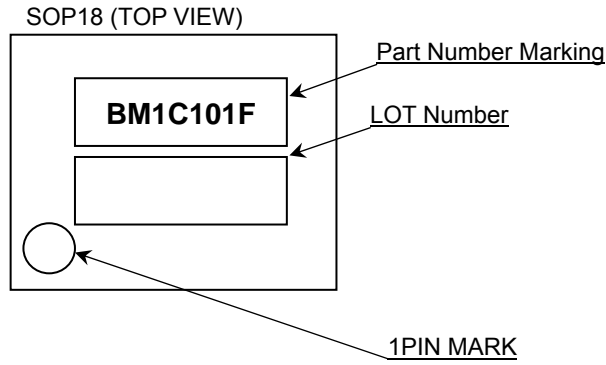 SOP18 (TOP VIEW)
Part Number Marking
BM1C101F
LOT Number
1PIN MARK